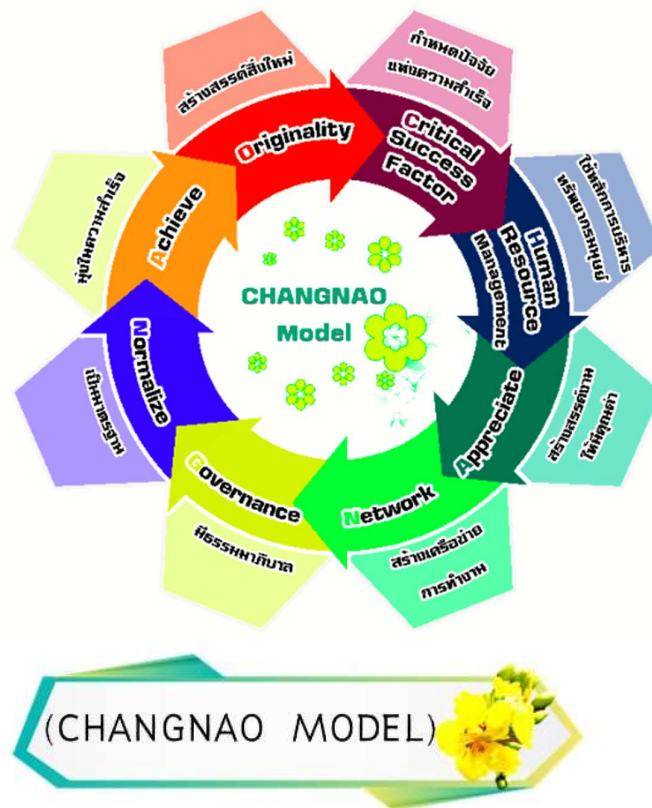 กำหนดปัจจัย
แห่งความสำเร็จ
Critical
Success
Factor
ใช้หลักการบริหาร
ทรัพยากรมนุษย์
Human
Resource
Management
สร้างสรรค์งาน
ให้มีคุณค่า
Appreciate
สร้างเครือข่าย
การทำงาน
Network
มีธรรมมาภิบาล
Governance
เป็นมาตรฐาน
Normalize
มุ่งในความสำเร็จ
Achieve
สร้างสรรค์สิ่งใหม่
Originality
CHANGNAO
Model
(CHANGNAO MODEL)